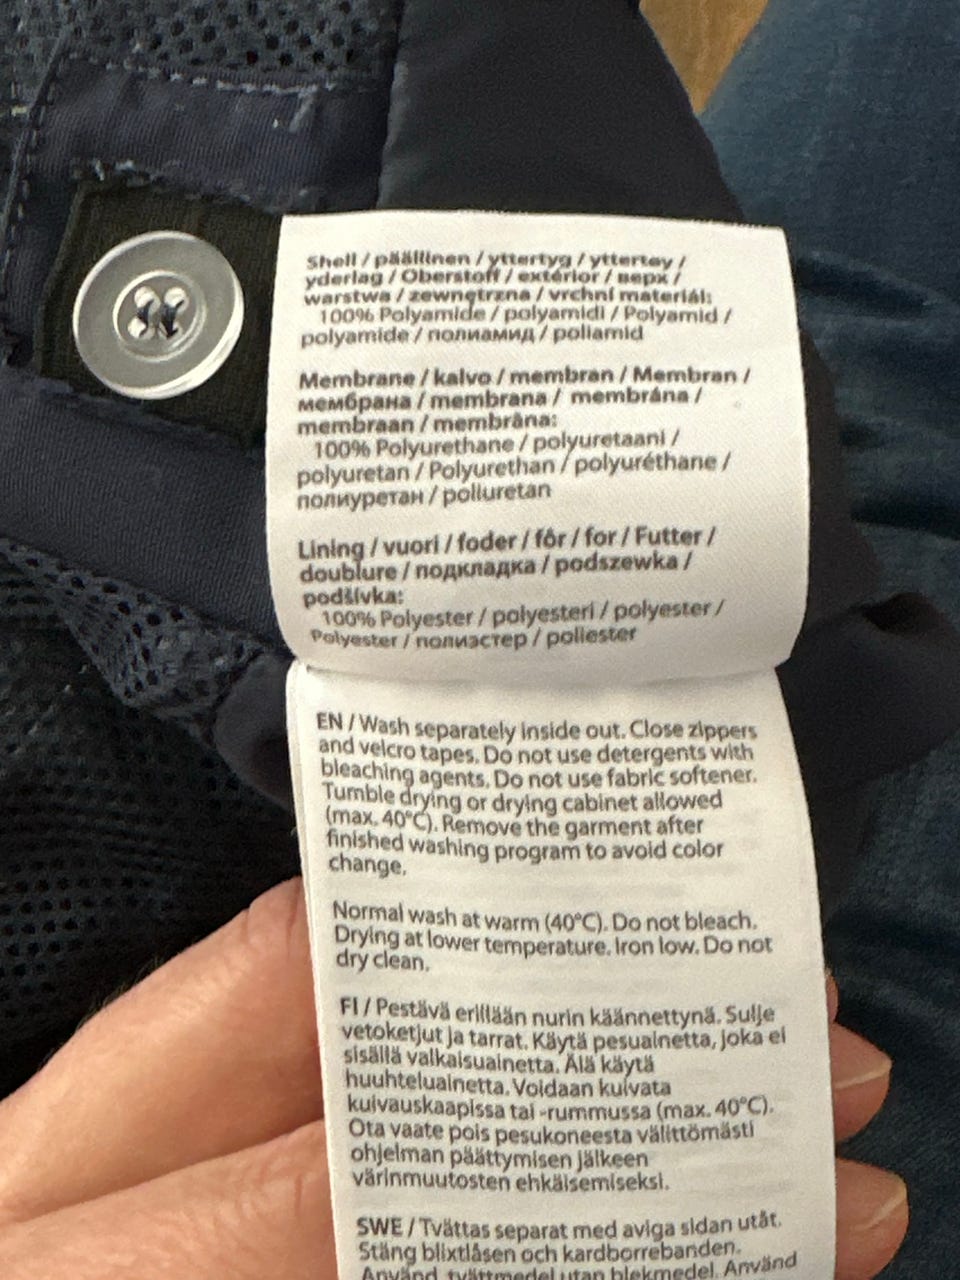 Shell / päällinen / yttertyg / yttertøy /
yderlag / Oberstoff / extérior / верх /
warstwa / zewnętrzna / vrchní materiál:
100% Polyamide / polyamidi / Polyamid /
polyamide / полиамид / poliamid
Membrane / kalvo / membran / Membran /
мембрана / membrana / membrána /
membraan / membrāna:
100% Polyurethane / polyuretaani /
polyuretan / Polyurethan / polyuréthane /
полиуретан / poliuretan
Lining / vuori / foder / fôr / for / Futter /
doublure / подкладка / podszewka /
podšívka:
100% Polyester / polyesteri / polyester /
Polyester / полиэстер / poliester
EN / Wash separately inside out. Close zippers
and velcro tapes. Do not use detergents with
bleaching agents. Do not use fabric softener.
Tumble drying or drying cabinet allowed
(max. 40°C). Remove the garment after
finished washing program to avoid color
change.
Normal wash at warm (40°C). Do not bleach.
Drying at lower temperature. Iron low. Do not
dry clean.
FI / Pestävä erillään nurin käännettynä. Sulje
vetoketjut ja tarrat. Käytä pesuainetta, joka ei
sisällä valkaisuainetta. Älä käytä
huuhteluainetta. Voidaan kuivata
kuivauskaapissa tai -rummussa (max. 40°C).
Ota vaate pois pesukoneesta välittömästi
ohjelman päättymisen jälkeen
värinmuutosten ehkäisemiseksi.
SWE / Tvättas separat med aviga sidan utåt.
Stäng blixtlåsen och kardborrebanden.
Använd tvättmedel utan blekmedel. Använd